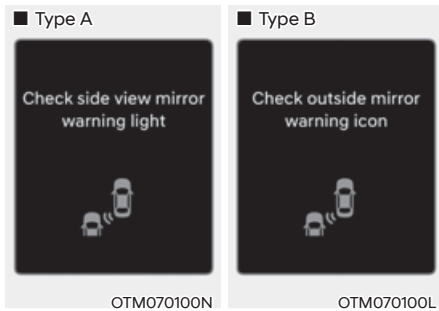 ■ Type A
Check side view mirror
warning light
OTM070100N
■ Type B
Check outside mirror
warning icon
OTM070100L